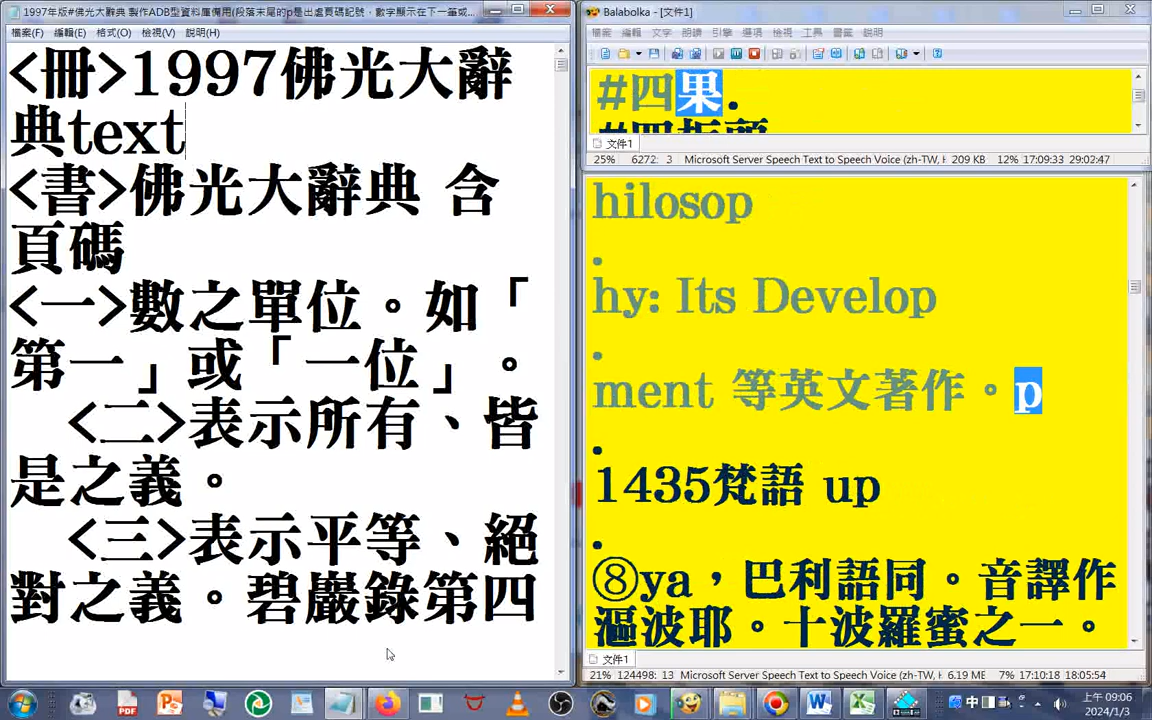 1997年版#佛光大辭典 製作ADB型資料庫備用(段落末尾的p是出處頁碼記號，數字顯示在下一筆或...
檔案(F) 編輯(E) 格式(O) 檢視(V) 說明(H)
<冊>1997佛光大辭
典text
<書>佛光大辭典 含
頁碼
<一>數之單位。如「
第一」或「一位」。
<二>表示所有、皆
是之義。
<三>表示平等、絕
對之義。碧巖錄第四
Balabolka - [文件1]
檔案 編輯 文字 朗讀 引擎 選項 檢視 工具 書籤 說明
#四果.
#四拒頭
文件1
25% 6272: 3 Microsoft Server Speech Text to Speech Voice (zh-TW, H 209 KB 12% 17:09:33 29:02:47
hilosop
.
hy: Its Develop
.
ment 等英文著作。p
.
1435梵語 up
.
⑧ya，巴利語同。音譯作
漚波耶。十波羅蜜之一。
文件1
21% 124498: 13 Microsoft Server Speech Text to Speech Voice (zh-TW, H 6.19 MB 7% 17:10:18 18:05:54
中
上午 09:06
2024/1/3